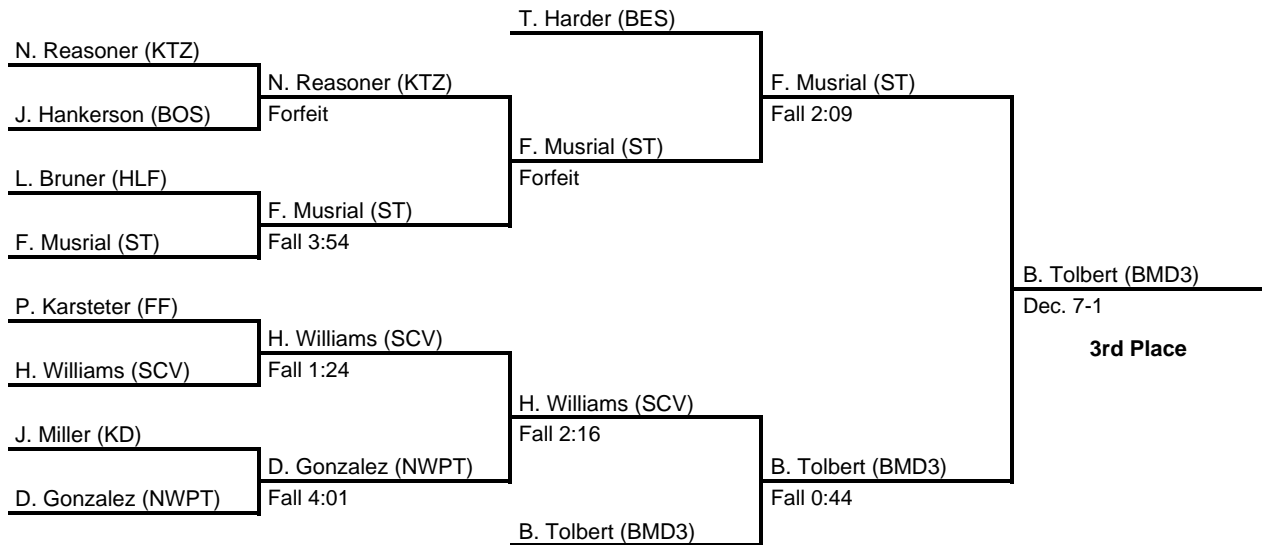 T. Harder (BES)
N. Reasoner (KTZ)
N. Reasoner (KTZ)
F. Musrial (ST)
J. Hankerson (BOS)
Forfeit
Fall 2:09
F. Musrial (ST)
L. Bruner (HLF)
Forfeit
F. Musrial (ST)
F. Musrial (ST)
Fall 3:54
B. Tolbert (BMD3)
P. Karsteter (FF)
Dec. 7-1
H. Williams (SCV)
3rd Place
H. Williams (SCV)
Fall 1:24
H. Williams (SCV)
J. Miller (KD)
Fall 2:16
D. Gonzalez (NWPT)
B. Tolbert (BMD3)
D. Gonzalez (NWPT)
Fall 4:01
Fall 0:44
B. Tolbert (BMD3)